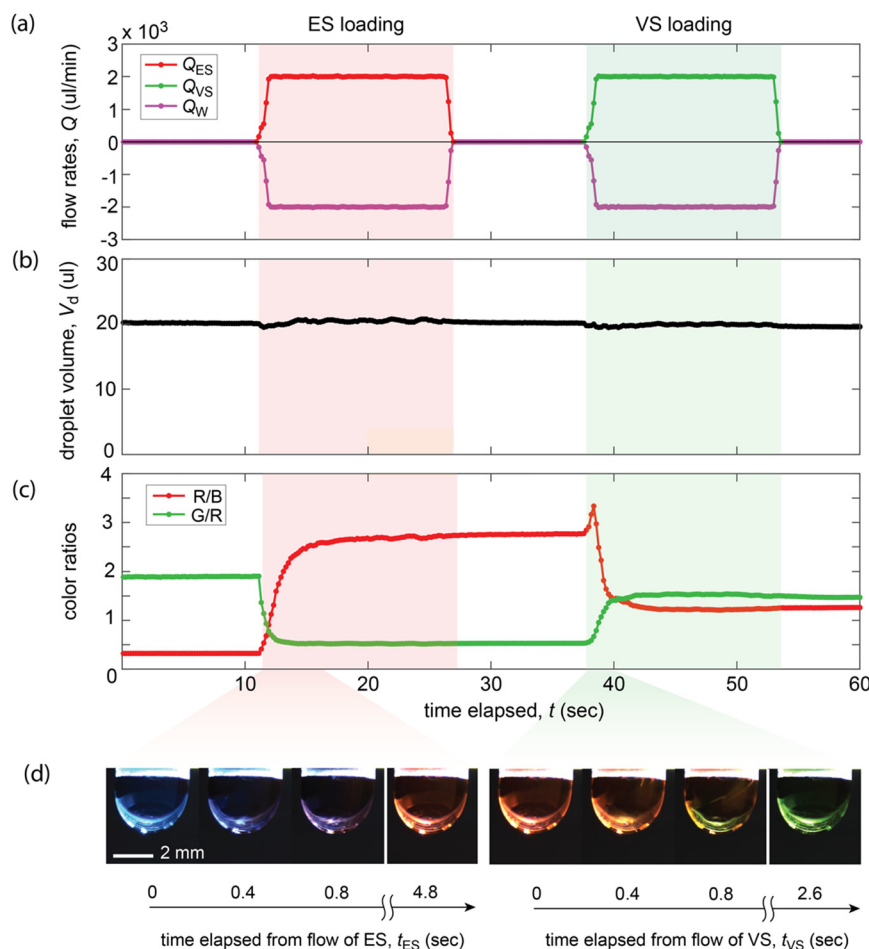 (a)
ES loading
VS loading
× 10³
flow rates, Q (ul/min)
3
2
1
0
-1
-2
-3
Q_ES
Q_VS
Q_W
(b)
droplet volume, V_d (ul)
30
20
10
0
(c)
color ratios
4
3
2
1
0
R/B
G/R
0
10
20
30
40
50
60
time elapsed, t (sec)
(d)
2 mm
0
0.4
0.8
4.8
time elapsed from flow of ES, t_ES (sec)
0
0.4
0.8
2.6
time elapsed from flow of VS, t_VS (sec)